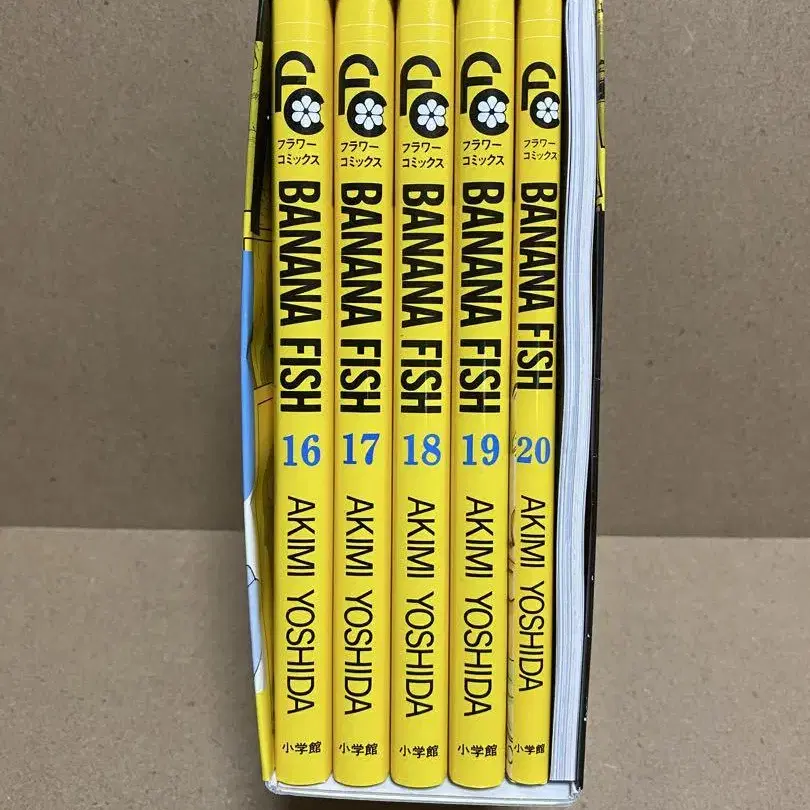 FC
フラワー
コミックス
BANANA FISH
16
AKIMI YOSHIDA
小学館
FC
フラワー
コミックス
BANANA FISH
17
AKIMI YOSHIDA
小学館
FC
フラワー
コミックス
BANANA FISH
18
AKIMI YOSHIDA
小学館
FC
フラワー
コミックス
BANANA FISH
19
AKIMI YOSHIDA
小学館
FC
フラワー
コミックス
BANANA FISH
20
AKIMI YOSHIDA
小学館